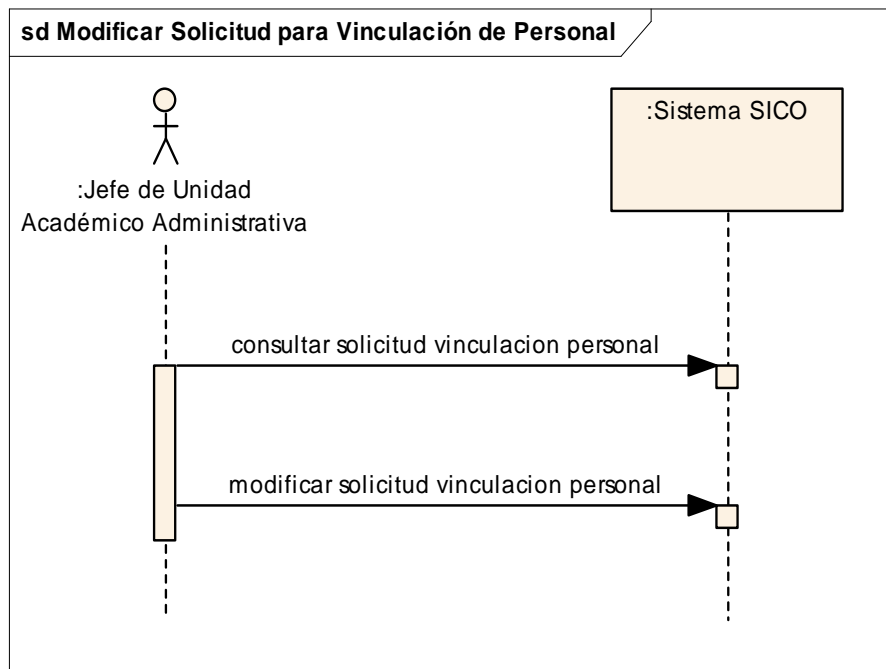 sd Modificar Solicitud para Vinculación de Personal
:Sistema SICO
:Jefe de Unidad
Académico Administrativa
consultar solicitud vinculacion personal
modificar solicitud vinculacion personal